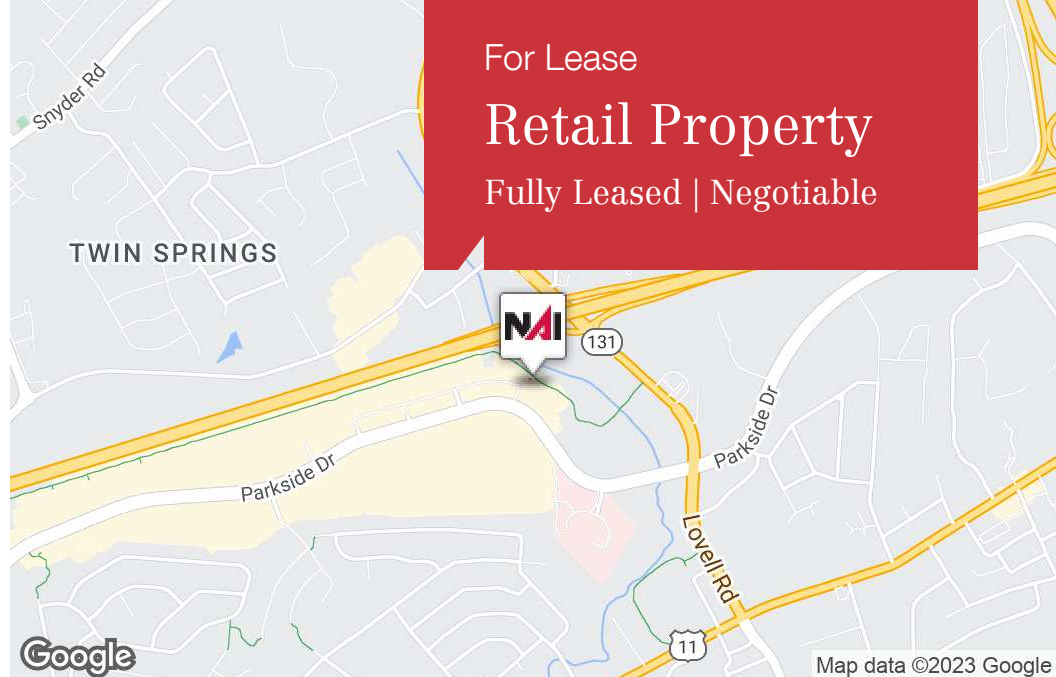 For Lease
Retail Property
Fully Leased | Negotiable
Snyder Rd
TWIN SPRINGS
NAI
131
Parkside Dr
Parkside Dr
Lovell Rd
11
Google
Map data ©2023 Google